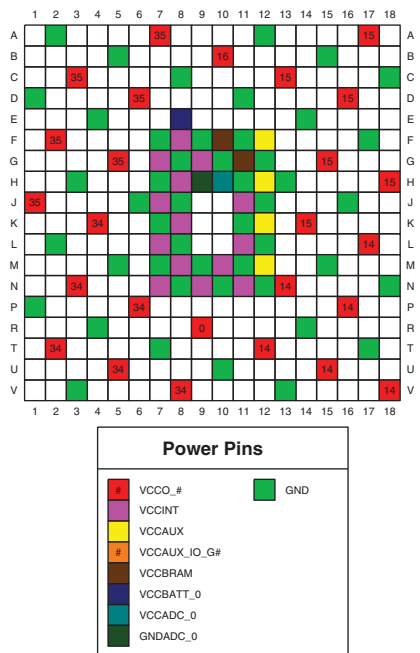 1 2 3 4 5 6 7 8 9 10 11 12 13 14 15 16 17 18
A 35 15 A
B 16 B
C 35 15 C
D 35 16 D
E E
F 35 F
G 35 15 G
H 15 H
J 35 J
K 34 15 K
L 14 L
M M
N 34 14 N
P 34 14 P
R 0 R
T 34 14 T
U 34 14 U
V 34 14 V
1 2 3 4 5 6 7 8 9 10 11 12 13 14 15 16 17 18
Power Pins
# VCCO_# GND
VCCINT
VCCAUX
# VCCAUX_IO_G#
VCCBRAM
VCCBATT_0
VCCADC_0
GNDADC_0